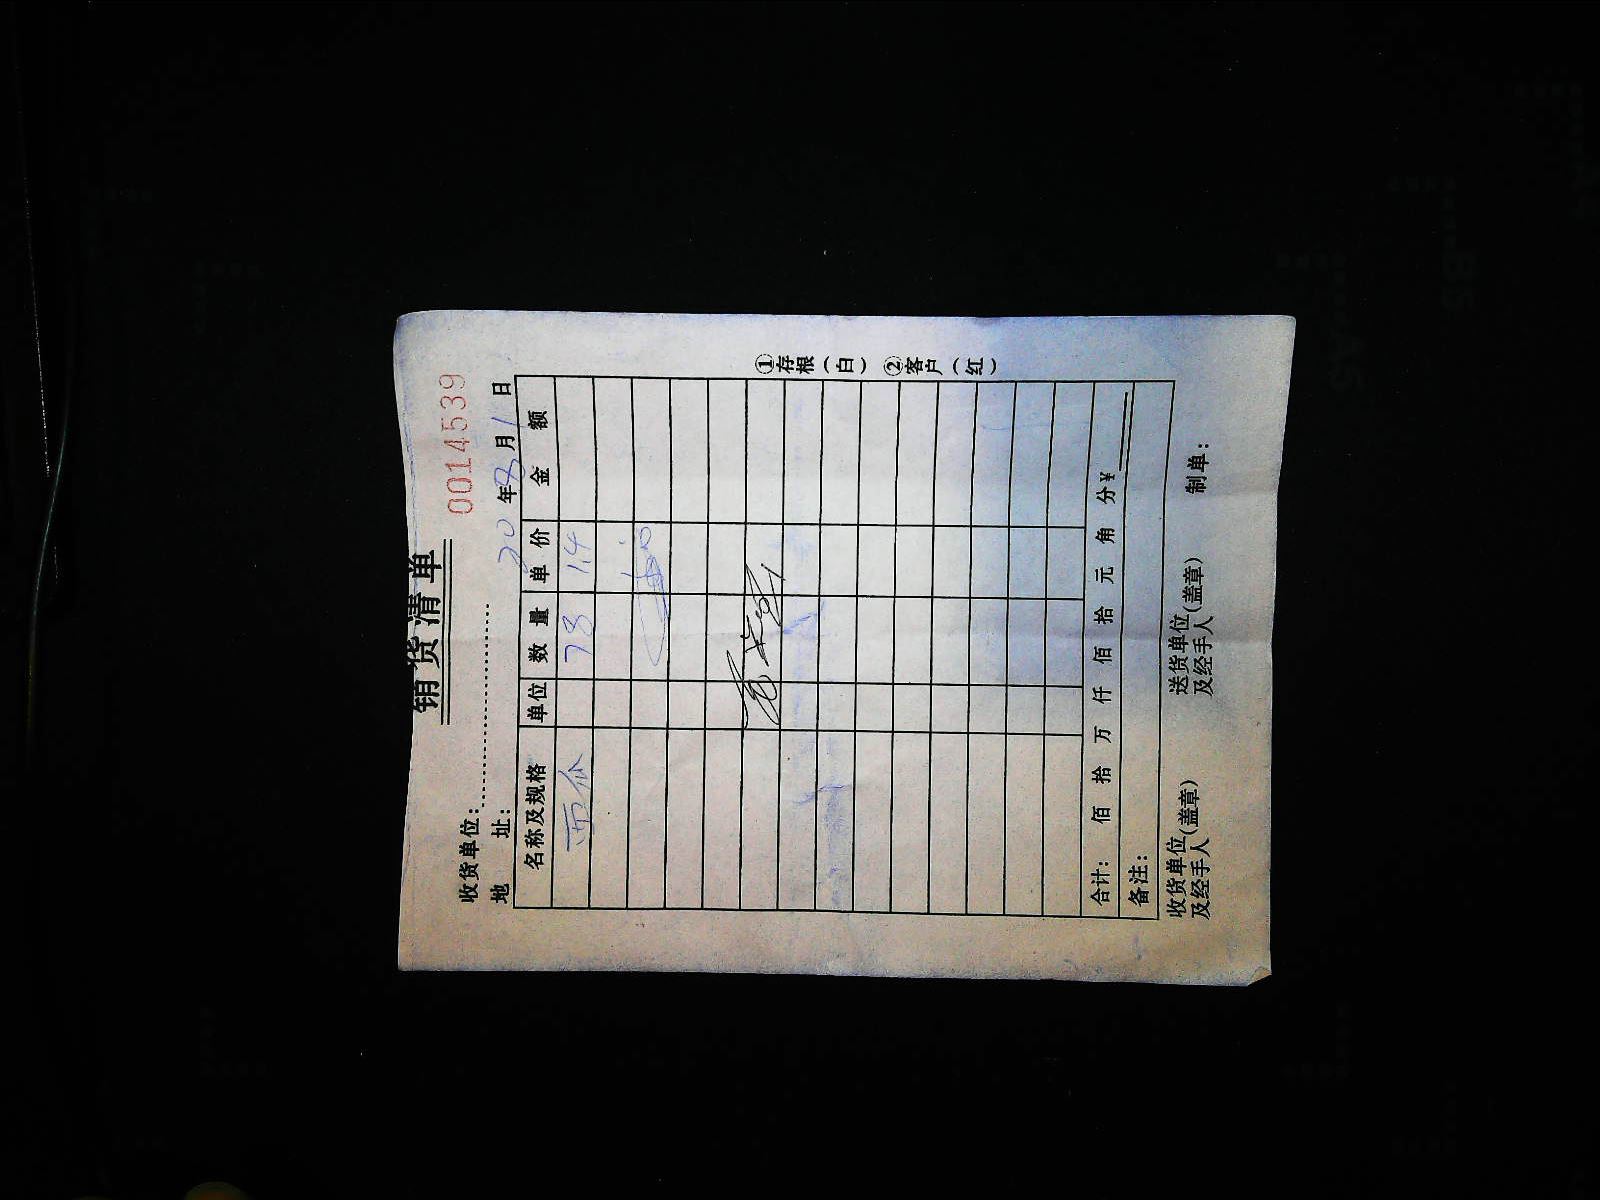 销货清单
0014539
收货单位:
地 址: 20年8月1日
名称及规格 单位 数量 单价 金额
西瓜 78 1.4
合计: 佰 拾 万 仟 佰 拾 元 角 分¥
备注:
收货单位(盖章)及经手人 送货单位(盖章)及经手人 制单:
①存根(白) ②客户(红)